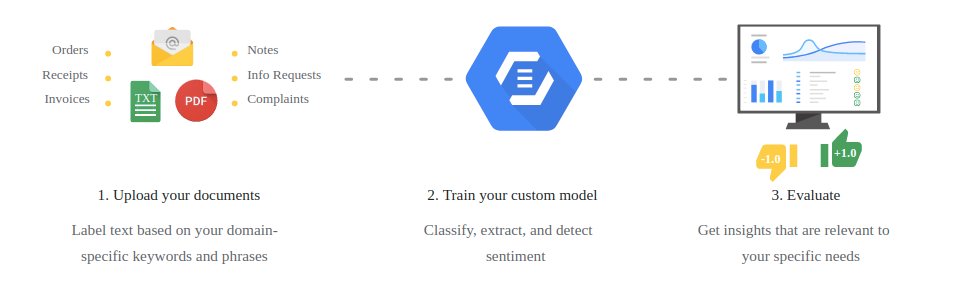 Orders
Receipts
Invoices
@
TXT
PDF
Notes
Info Requests
Complaints
-1.0
+1.0
1. Upload your documents
Label text based on your domain-
specific keywords and phrases
2. Train your custom model
Classify, extract, and detect
sentiment
3. Evaluate
Get insights that are relevant to
your specific needs